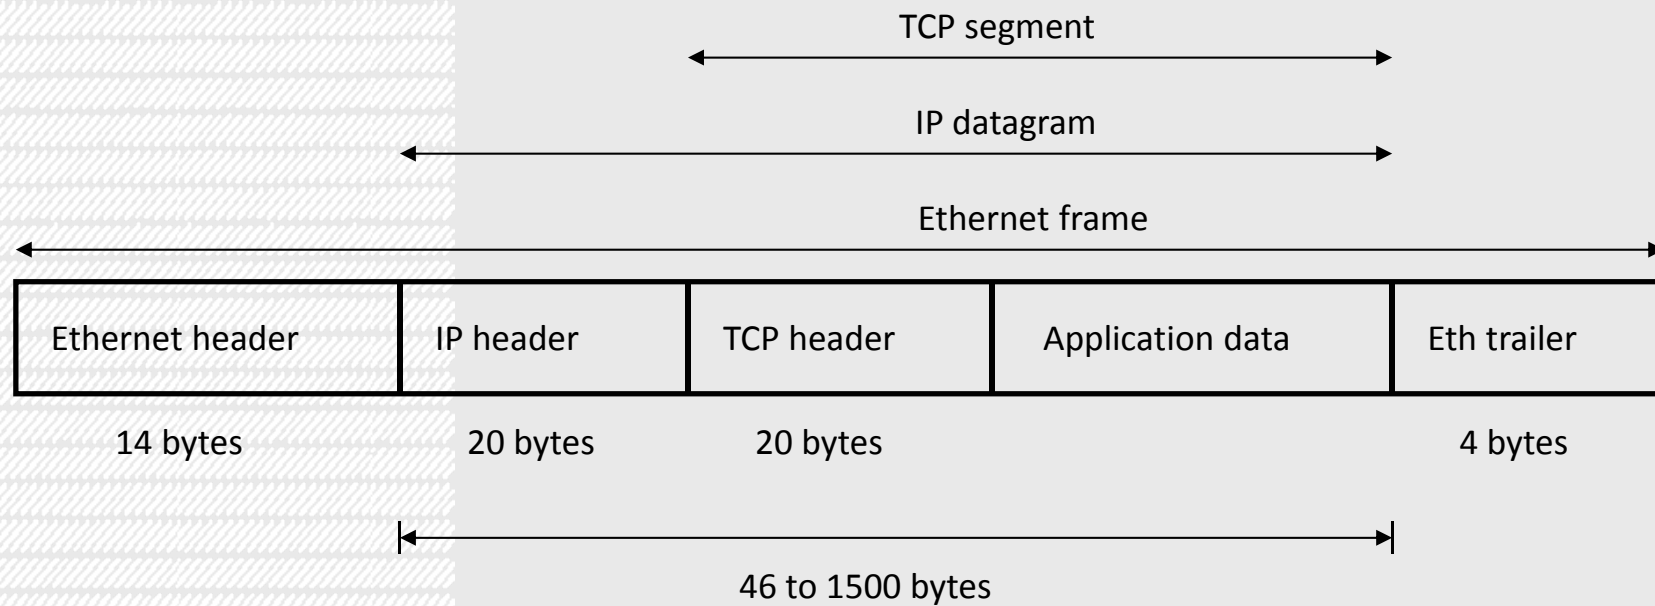 TCP segment
IP datagram
Ethernet frame
Ethernet header IP header TCP header Application data Eth trailer
14 bytes 20 bytes 20 bytes 4 bytes
46 to 1500 bytes